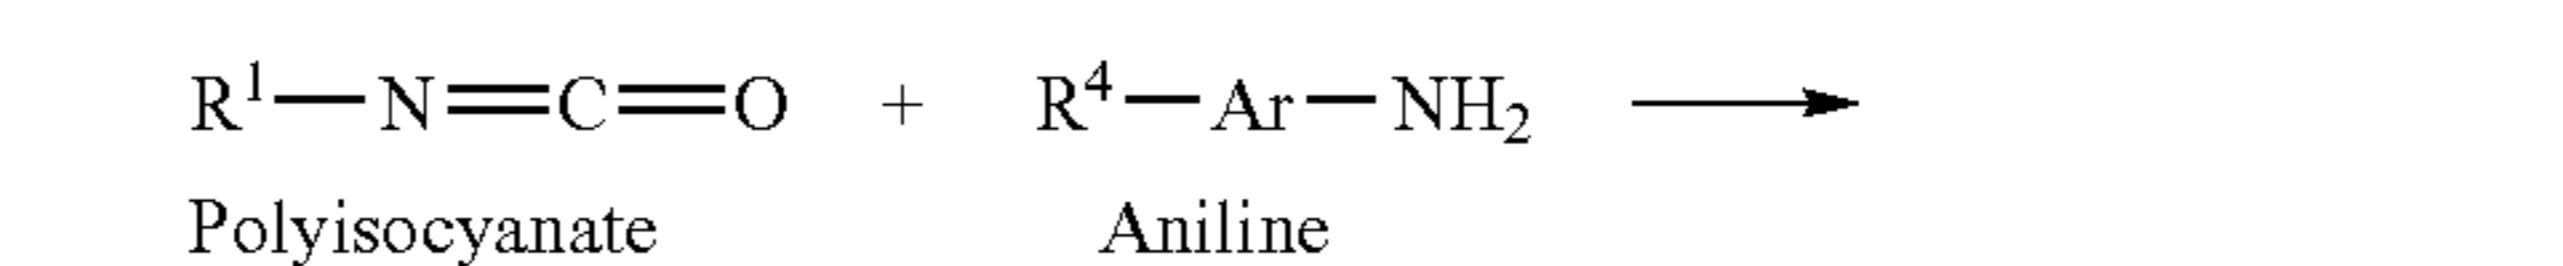 R¹—N=C=O + R⁴—Ar—NH₂ ⟶
Polyisocyanate Aniline